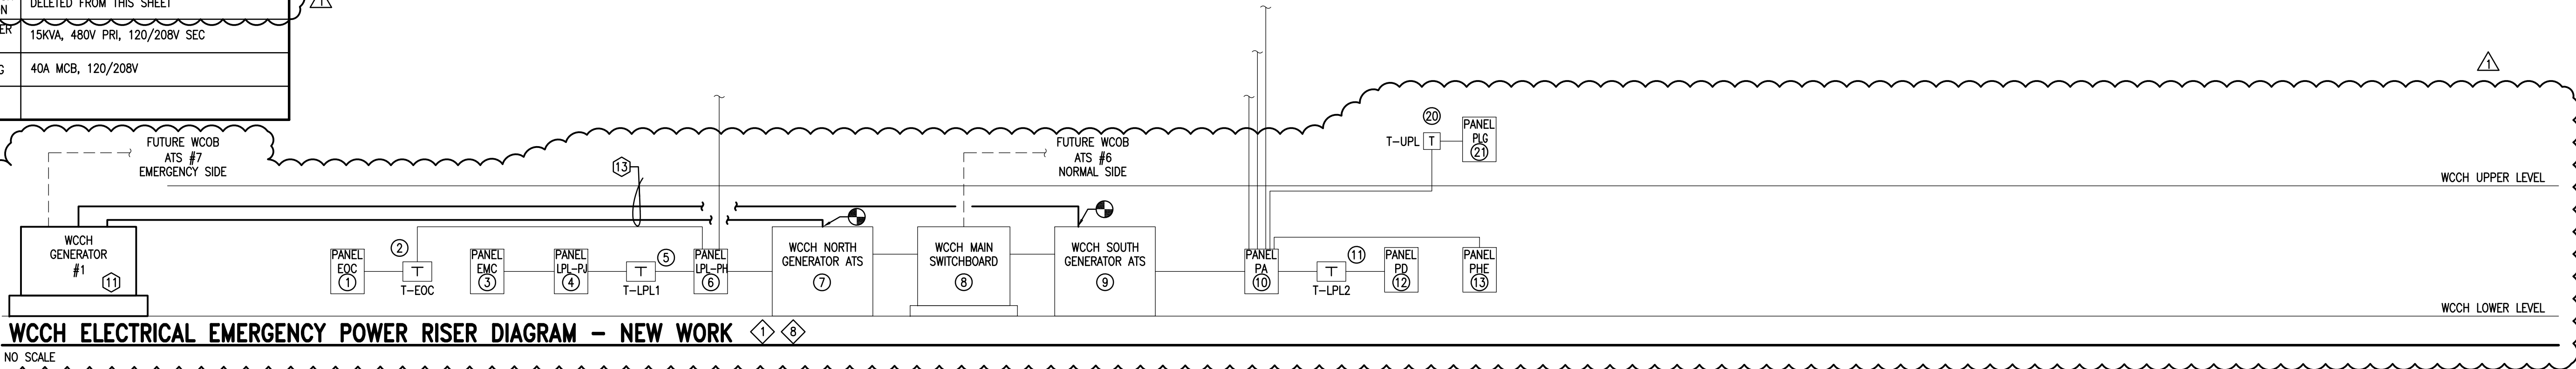 N
DELETED FROM THIS SHEET
1
ER
15KVA, 480V PRI, 120/208V SEC
G
40A MCB, 120/208V
1
FUTURE WCOB
ATS #7
EMERGENCY SIDE
13
FUTURE WCOB
ATS #6
NORMAL SIDE
20
T-UPL
T
PANEL
PLG
21
WCCH UPPER LEVEL
WCCH
GENERATOR
#1
11
PANEL
EOC
1
2
T
T-EOC
PANEL
EMC
3
PANEL
LPL-PJ
4
5
T
T-LPL1
PANEL
LPL-PH
6
WCCH NORTH
GENERATOR ATS
7
WCCH MAIN
SWITCHBOARD
8
WCCH SOUTH
GENERATOR ATS
9
PANEL
PA
10
11
T
T-LPL2
PANEL
PD
12
PANEL
PHE
13
WCCH LOWER LEVEL
WCCH ELECTRICAL EMERGENCY POWER RISER DIAGRAM - NEW WORK 1 8
NO SCALE